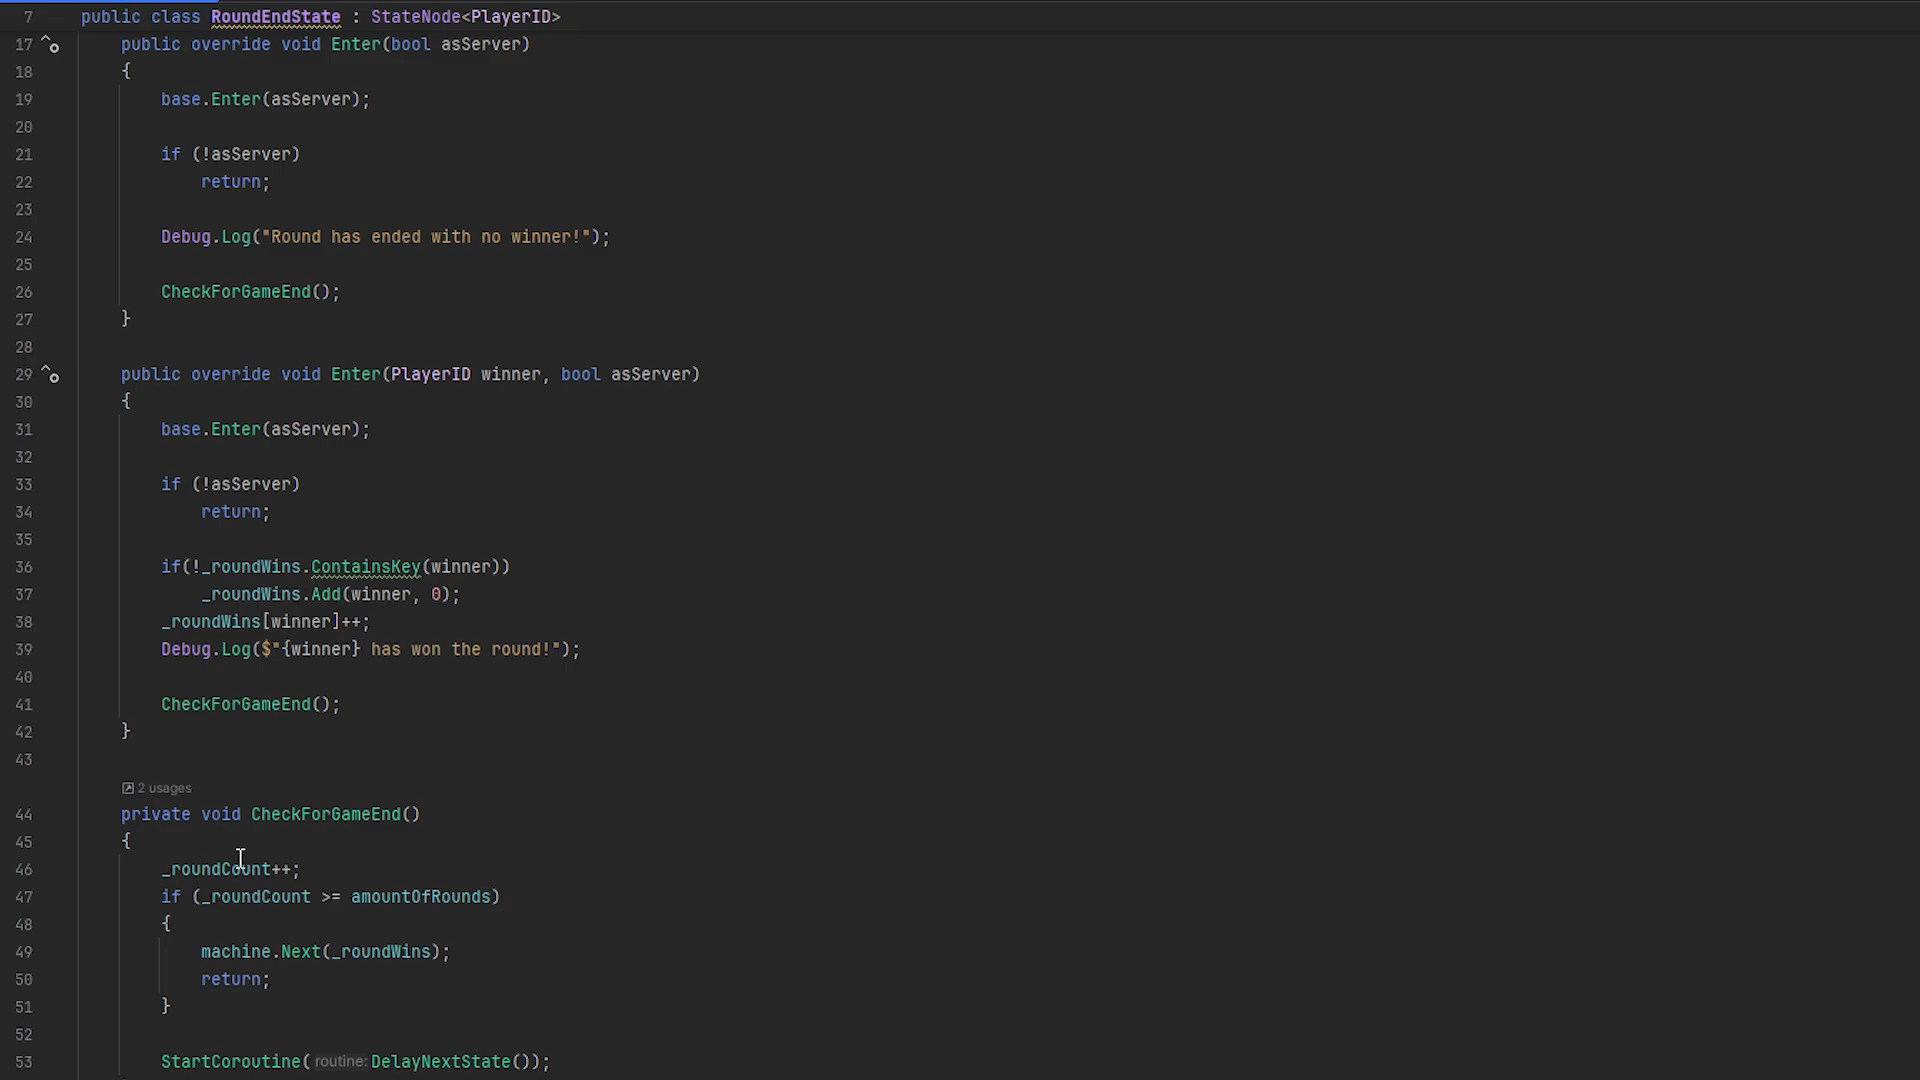 7 public class RoundEndState : StateNode<PlayerID>
17 public override void Enter(bool asServer)
18 {
19 base.Enter(asServer);
20
21 if (!asServer)
22 return;
23
24 Debug.Log("Round has ended with no winner!");
25
26 CheckForGameEnd();
27 }
28
29 public override void Enter(PlayerID winner, bool asServer)
30 {
31 base.Enter(asServer);
32
33 if (!asServer)
34 return;
35
36 if(!_roundWins.ContainsKey(winner))
37 _roundWins.Add(winner, 0);
38 _roundWins[winner]++;
39 Debug.Log($"{winner} has won the round!");
40
41 CheckForGameEnd();
42 }
43
2 usages
44 private void CheckForGameEnd()
45 {
46 _roundCount++;
47 if (_roundCount >= amountOfRounds)
48 {
49 machine.Next(_roundWins);
50 return;
51 }
52
53 StartCoroutine( routine: DelayNextState());